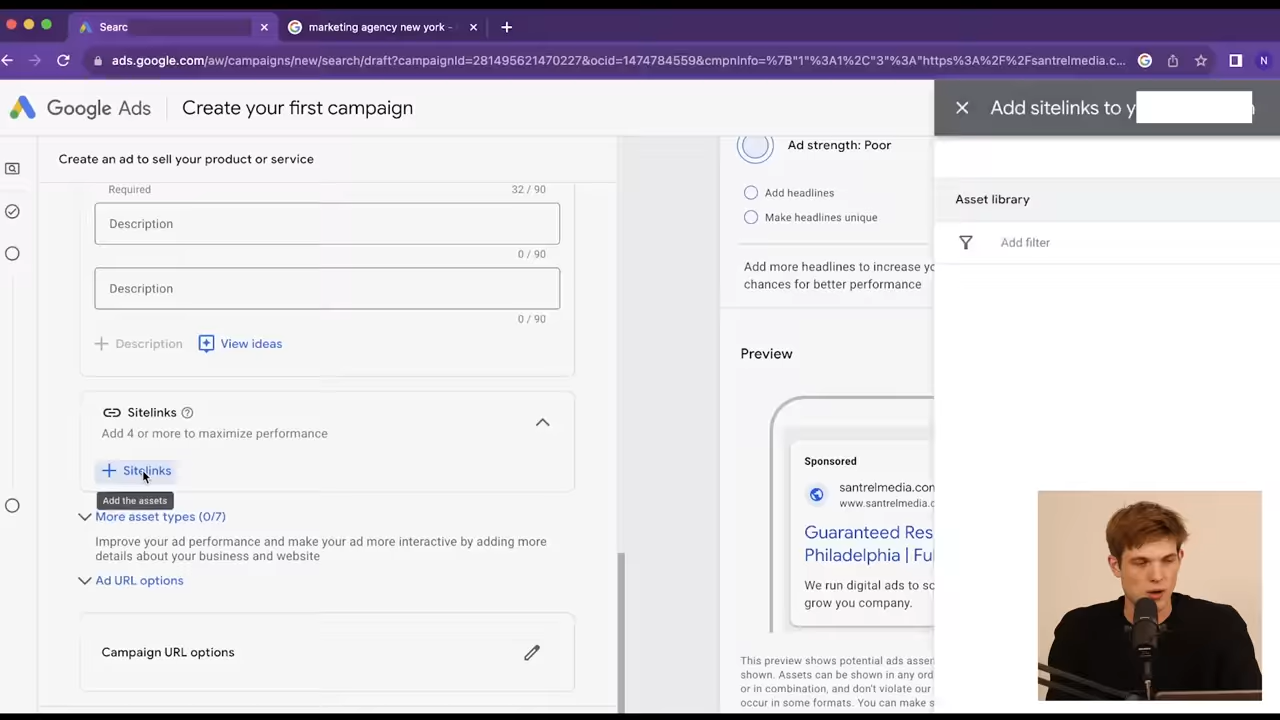 Searc
marketing agency new york -
ads.google.com/aw/campaigns/new/search/draft?campaignId=281495621470227&ocid=1474784559&cmpnInfo=%7B"1"%3A1%2C"3"%3A"https%3A%2F%2Fsantrelmedia.c...
N
Google Ads
Create your first campaign
Add sitelinks to y
Create an ad to sell your product or service
Required
32 / 90
Description
0 / 90
Description
0 / 90
Description
View ideas
Sitelinks
Add 4 or more to maximize performance
Sitelinks
Add the assets
More asset types (0/7)
Improve your ad performance and make your ad more interactive by adding more
details about your business and website
Ad URL options
Campaign URL options
Ad strength: Poor
Add headlines
Make headlines unique
Add more headlines to increase yo
chances for better performance
Preview
Sponsored
santrelmedia.con
www.santrelmedia.c
Guaranteed Res
Philadelphia | Fu
We run digital ads to sc
grow you company.
This preview shows potential ads asser
shown. Assets can be shown in any ord
or in combination, and don't violate our
occur in some formats. You can make s
Asset library
Add filter